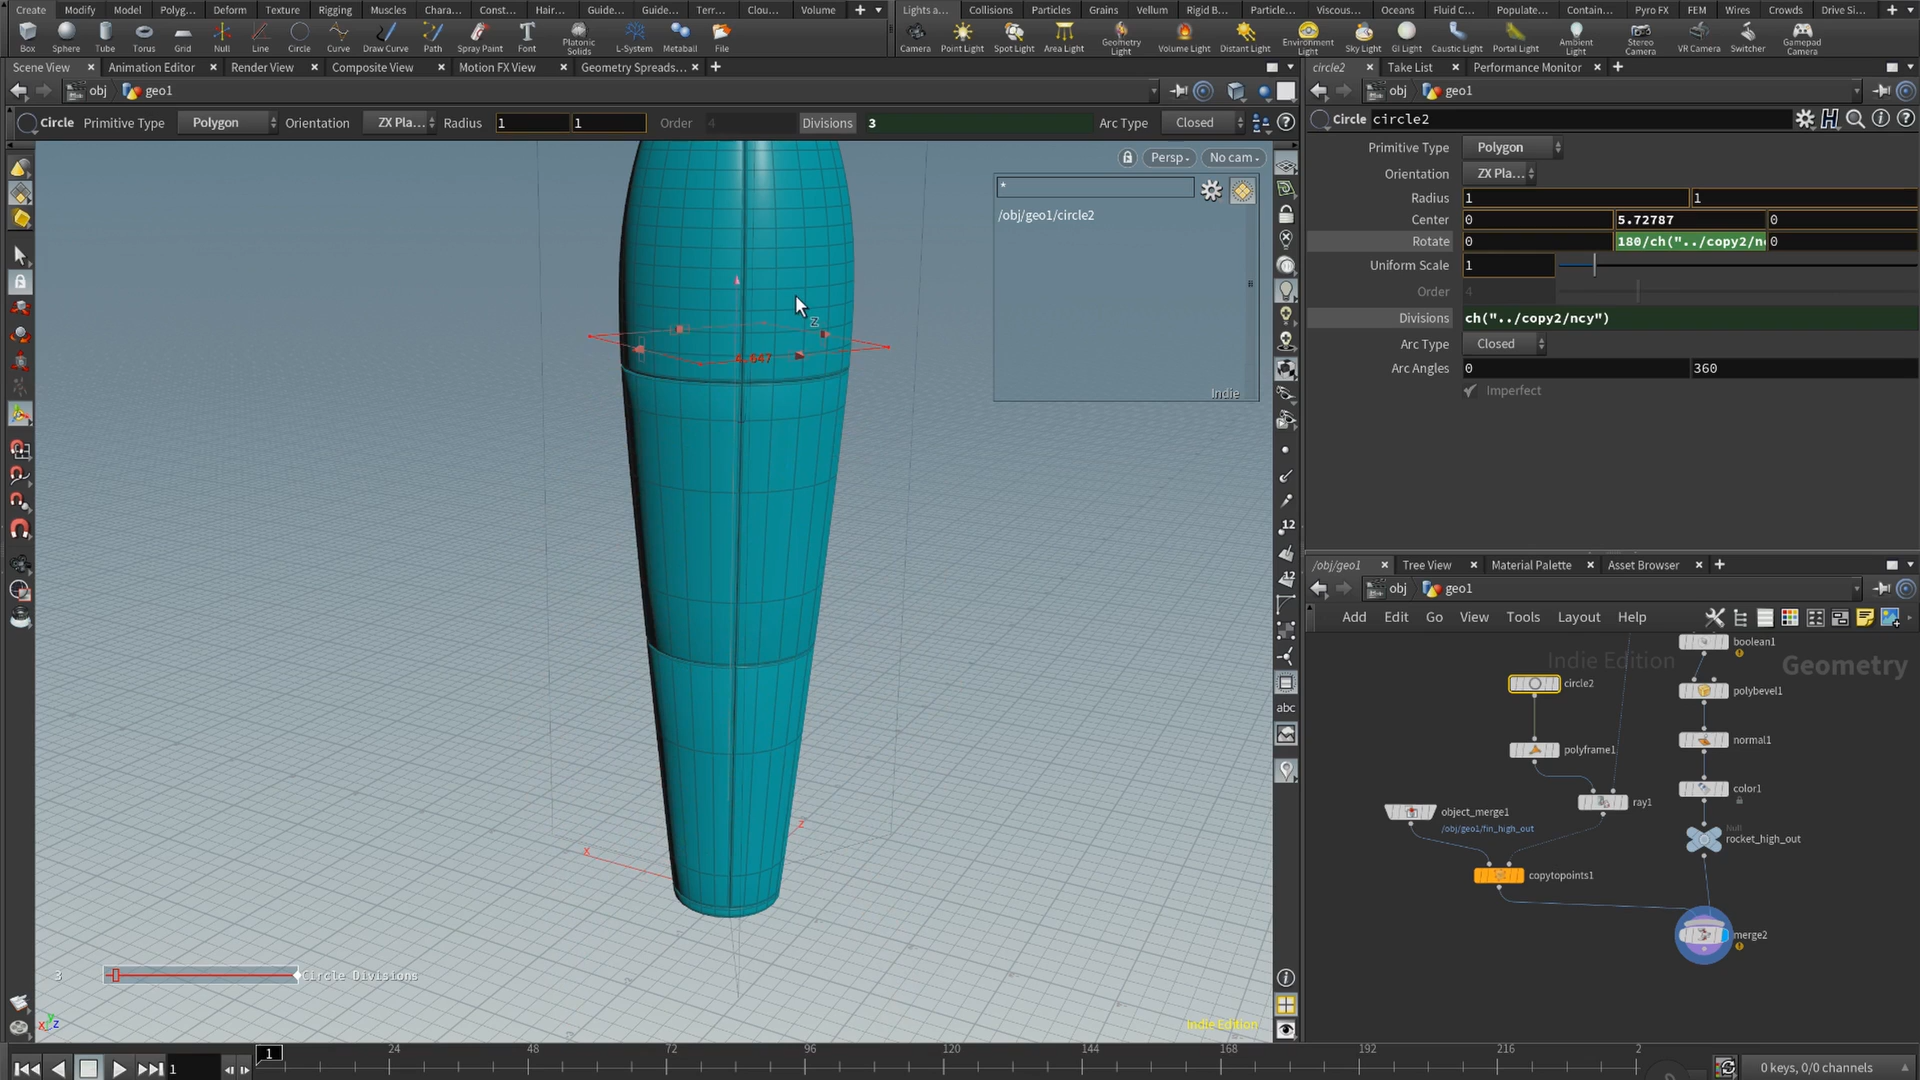 Create Modify Model Polyg... Deform Texture Rigging Muscles Chara... Const... Hair... Guide... Guide... Terr... Clou... Volume
Lights a... Collisions Particles Grains Vellum Rigid B... Particle... Viscous... Oceans Fluid C... Populate... Contain... Pyro FX FEM Wires Crowds Drive Si...
Box Sphere Tube Torus Grid Null Line Circle Curve Draw Curve Path Spray Paint Font Platonic Solids L-System Metaball File
Camera Point Light Spot Light Area Light Geometry Light Volume Light Distant Light Environment Light Sky Light GI Light Caustic Light Portal Light Ambient Light Stereo Camera VR Camera Switcher Gamepad Camera
Scene View Animation Editor Render View Composite View Motion FX View Geometry Spreads...
circle2 Take List Performance Monitor
obj geo1
obj geo1
Circle Primitive Type Polygon Orientation ZX Pla... Radius 1 1 Order 4 Divisions 3 Arc Type Closed
Circle circle2
Primitive Type Polygon
Orientation ZX Pla...
Radius 1 1
Center 0 5.72787 0
Rotate 0 180/ch("../copy2/n 0
Uniform Scale 1
Order 4
Divisions ch("../copy2/ncy")
Arc Type Closed
Arc Angles 0 360
Imperfect
Persp No cam
*
/obj/geo1/circle2
Indie
z
x
z
12
12
abc
3 Circle Divisions
Indie Edition
/obj/geo1 Tree View Material Palette Asset Browser
obj geo1
Add Edit Go View Tools Layout Help
Indie Edition
Geometry
boolean1
circle2
polybevel1
normal1
polyframe1
color1
ray1
object_merge1
/obj/geo1/fin_high_out
Null
rocket_high_out
copytopoints1
merge2
1 24 48 72 96 120 144 168 192 216 2
1
0 keys, 0/0 channels